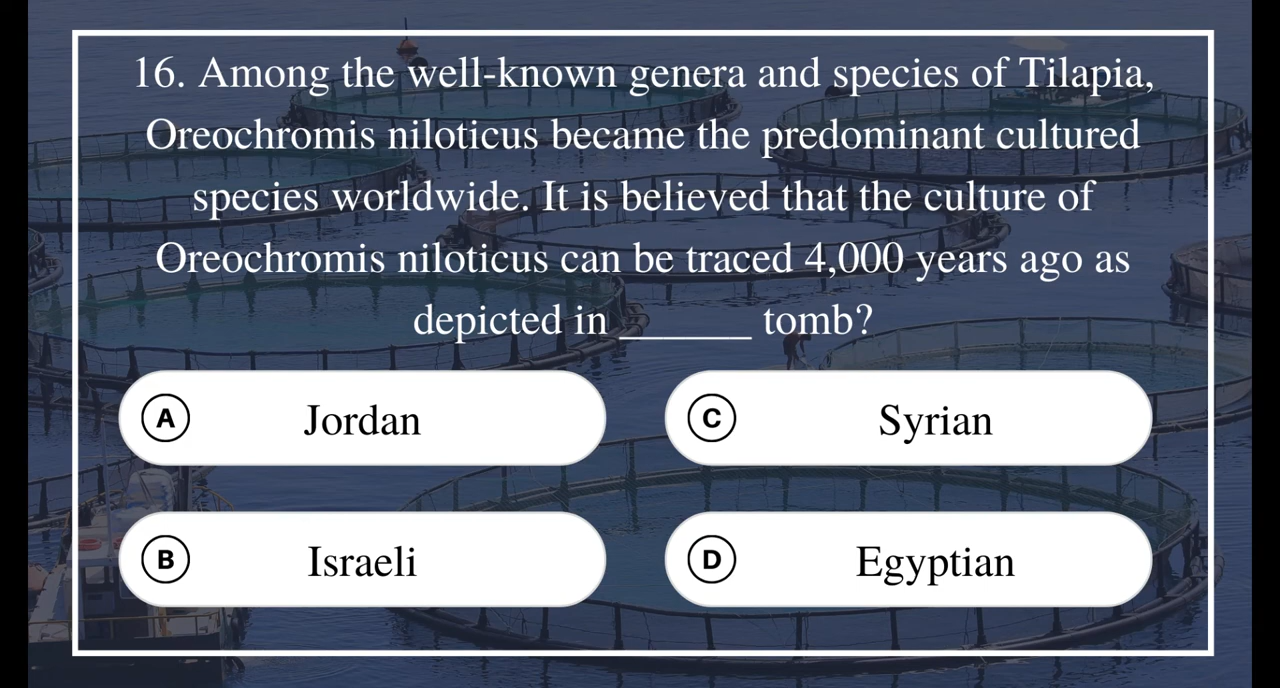 16. Among the well-known genera and species of Tilapia,
Oreochromis niloticus became the predominant cultured
species worldwide. It is believed that the culture of
Oreochromis niloticus can be traced 4,000 years ago as
depicted in ______ tomb?
A Jordan
C Syrian
B Israeli
D Egyptian